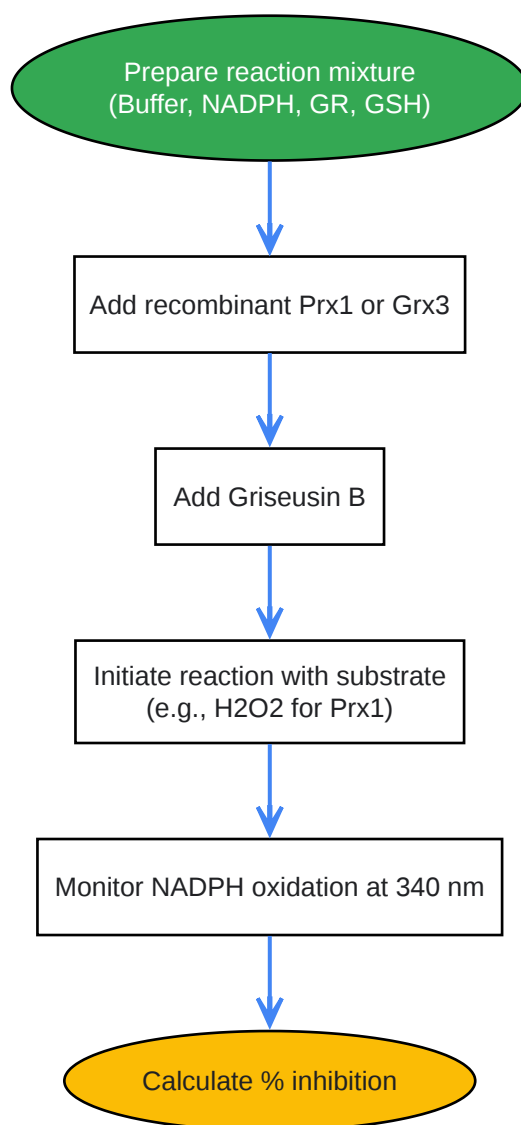 Prepare reaction mixture
(Buffer, NADPH, GR, GSH)
Add recombinant Prx1 or Grx3
Add Griseusin B
Initiate reaction with substrate
(e.g., H2O2 for Prx1)
Monitor NADPH oxidation at 340 nm
Calculate % inhibition